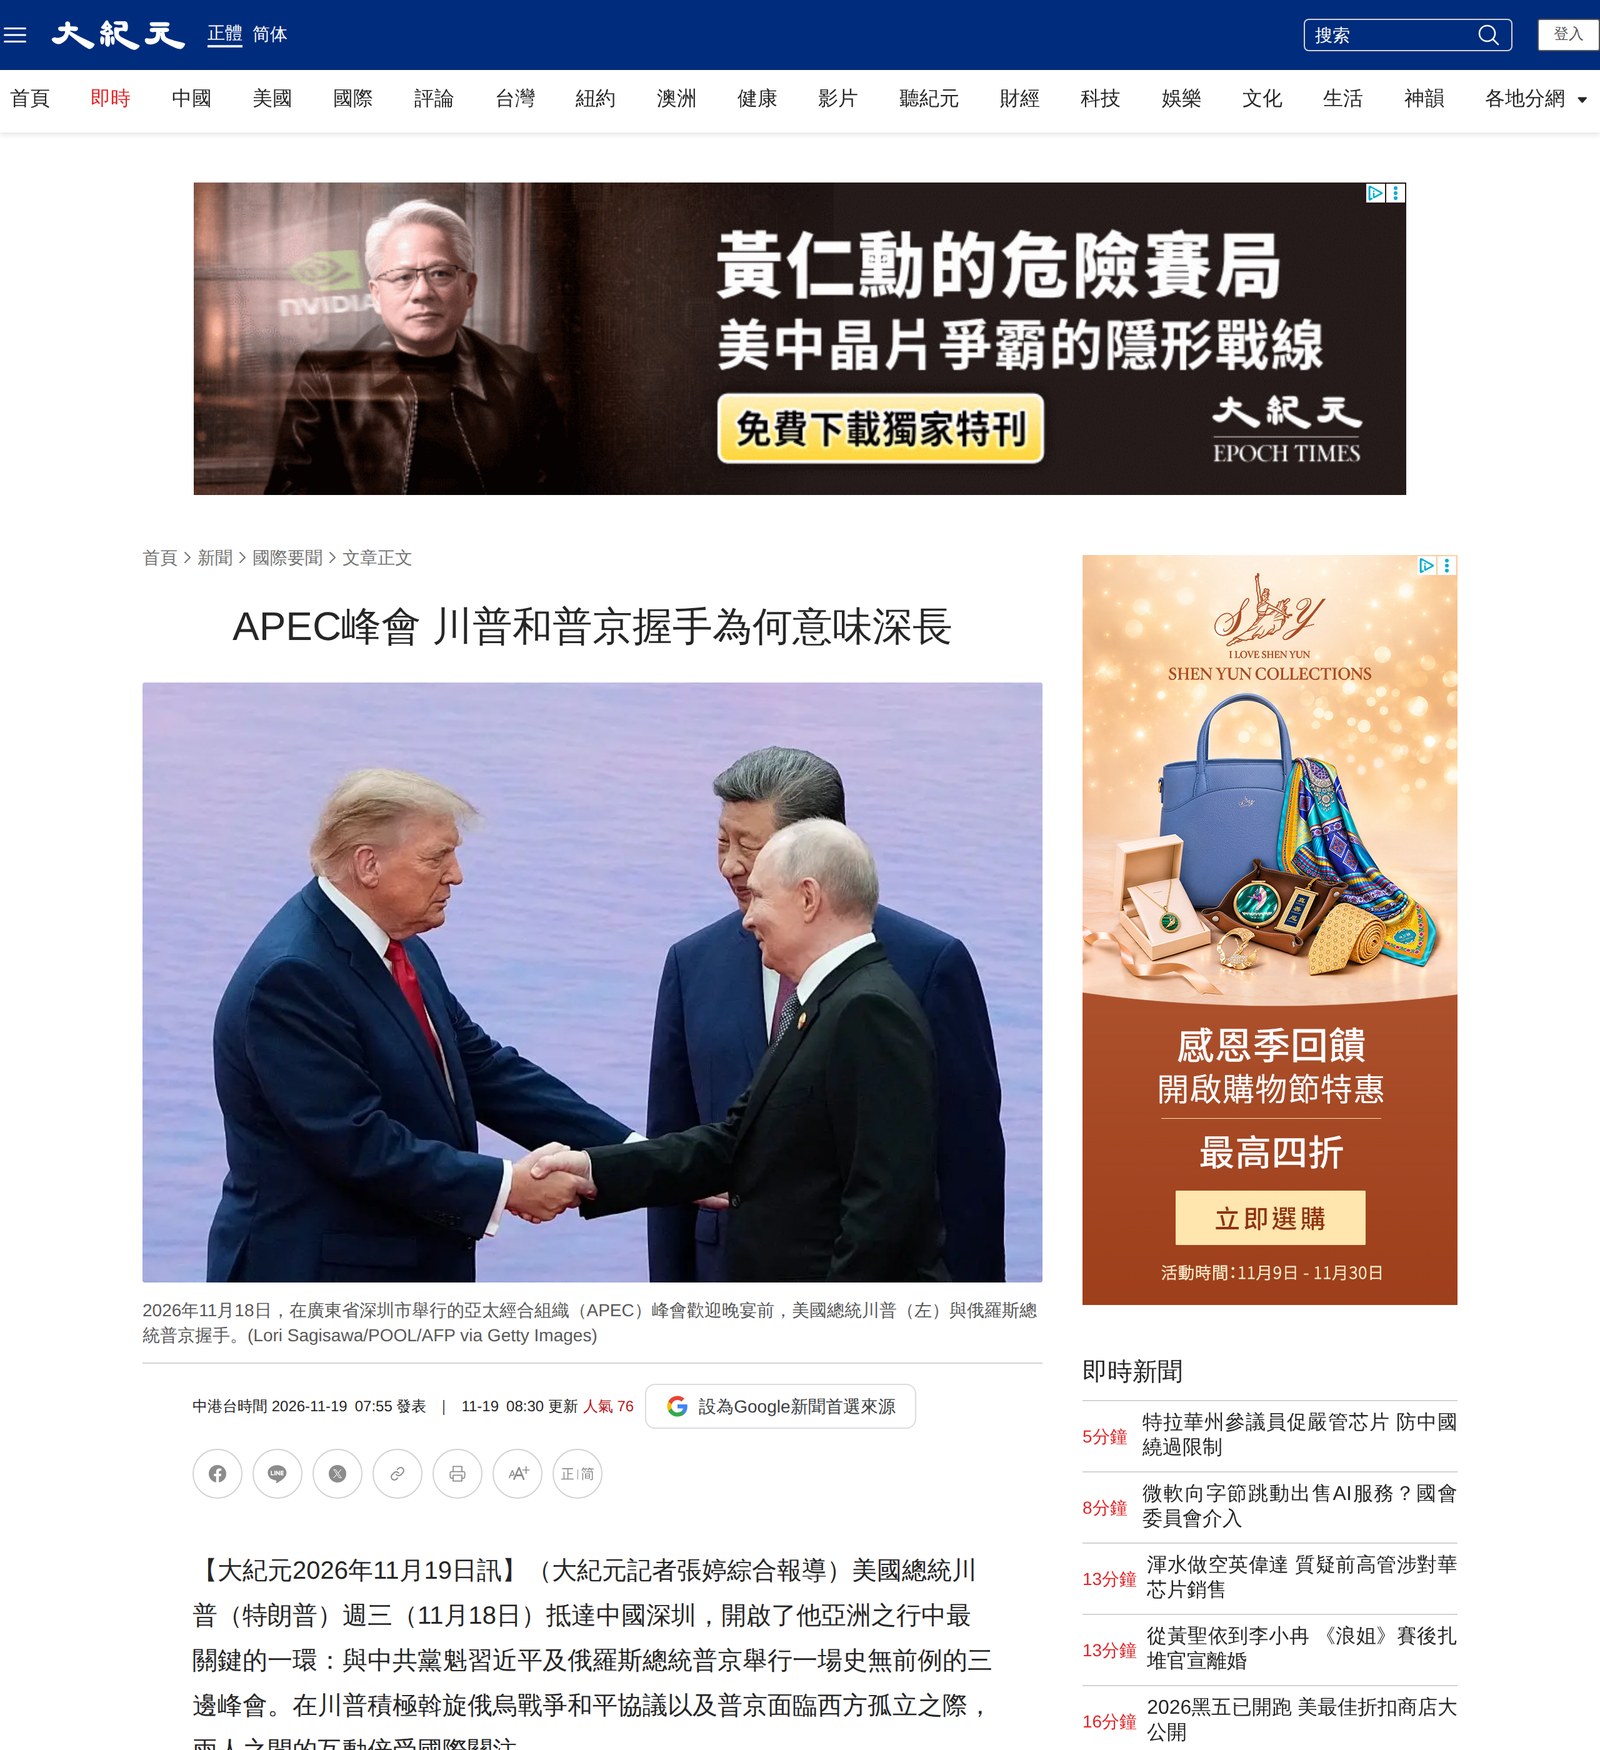 大紀元
正體 简体
搜索
登入
首頁 即時 中國 美國 國際 評論 台灣 紐約 澳洲 健康 影片 聽紀元 財經 科技 娛樂 文化 生活 神韻 各地分網
NVIDIA
黃仁勳的危險賽局
美中晶片爭霸的隱形戰線
免費下載獨家特刊
大紀元
EPOCH TIMES
首頁 > 新聞 > 國際要聞 > 文章正文
APEC峰會 川普和普京握手為何意味深長
2026年11月18日，在廣東省深圳市舉行的亞太經合組織（APEC）峰會歡迎晚宴前，美國總統川普（左）與俄羅斯總
統普京握手。(Lori Sagisawa/POOL/AFP via Getty Images)
中港台時間 2026-11-19 07:55 發表 | 11-19 08:30 更新 人氣 76
設為Google新聞首選來源
LINE
AA+
正|简
【大紀元2026年11月19日訊】（大紀元記者張婷綜合報導）美國總統川
普（特朗普）週三（11月18日）抵達中國深圳，開啟了他亞洲之行中最
關鍵的一環：與中共黨魁習近平及俄羅斯總統普京舉行一場史無前例的三
邊峰會。在川普積極斡旋俄烏戰爭和平協議以及普京面臨西方孤立之際，
兩人之間的互動倍受國際關注。
SY
I LOVE SHEN YUN
SHEN YUN COLLECTIONS
感恩季回饋
開啟購物節特惠
最高四折
立即選購
活動時間：11月9日 - 11月30日
即時新聞
5分鐘
特拉華州參議員促嚴管芯片 防中國
繞過限制
8分鐘
微軟向字節跳動出售AI服務？國會
委員會介入
13分鐘
渾水做空英偉達 質疑前高管涉對華
芯片銷售
13分鐘
從黃聖依到李小冉 《浪姐》賽後扎
堆官宣離婚
16分鐘
2026黑五已開跑 美最佳折扣商店大
公開